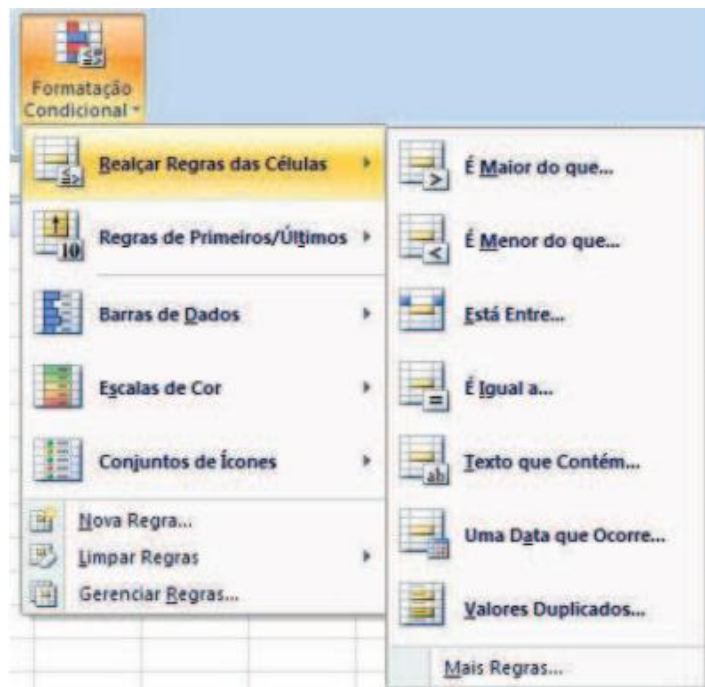 Formatação
Condicional
Realçar Regras das Células
Regras de Primeiros/Últimos
10
Barras de Dados
Escalas de Cor
Conjuntos de Ícones
Nova Regra...
Limpar Regras
Gerenciar Regras...
É Maior do que...
>
É Menor do que...
<
Está Entre...
É Igual a...
=
Texto que Contém...
ab
Uma Data que Ocorre...
Valores Duplicados...
Mais Regras...